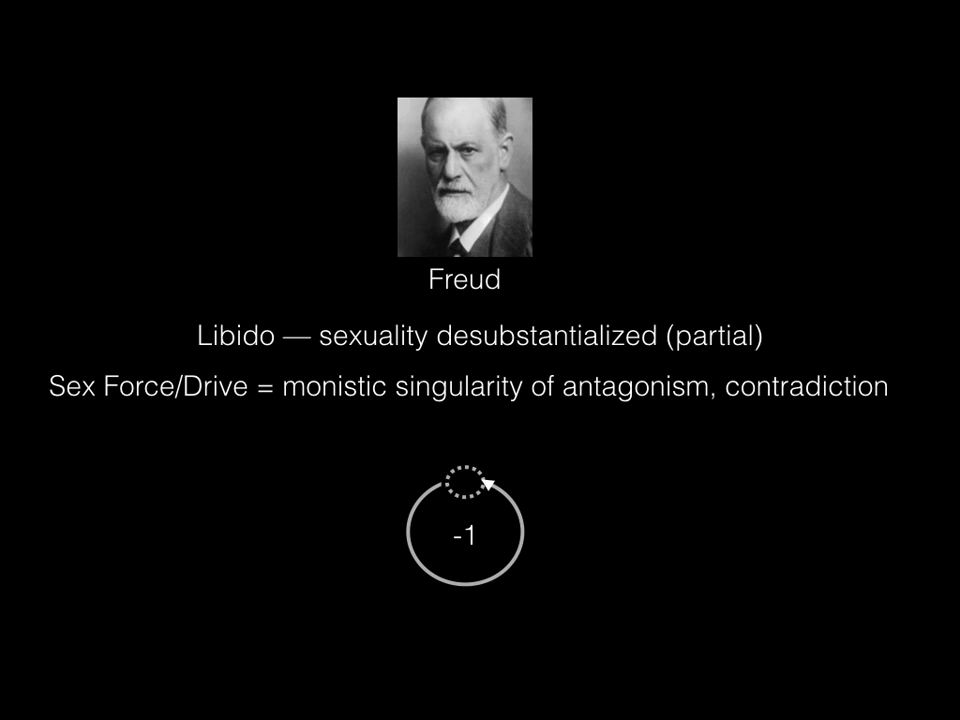 Freud
Libido — sexuality desubstantialized (partial)
Sex Force/Drive = monistic singularity of antagonism, contradiction
-1